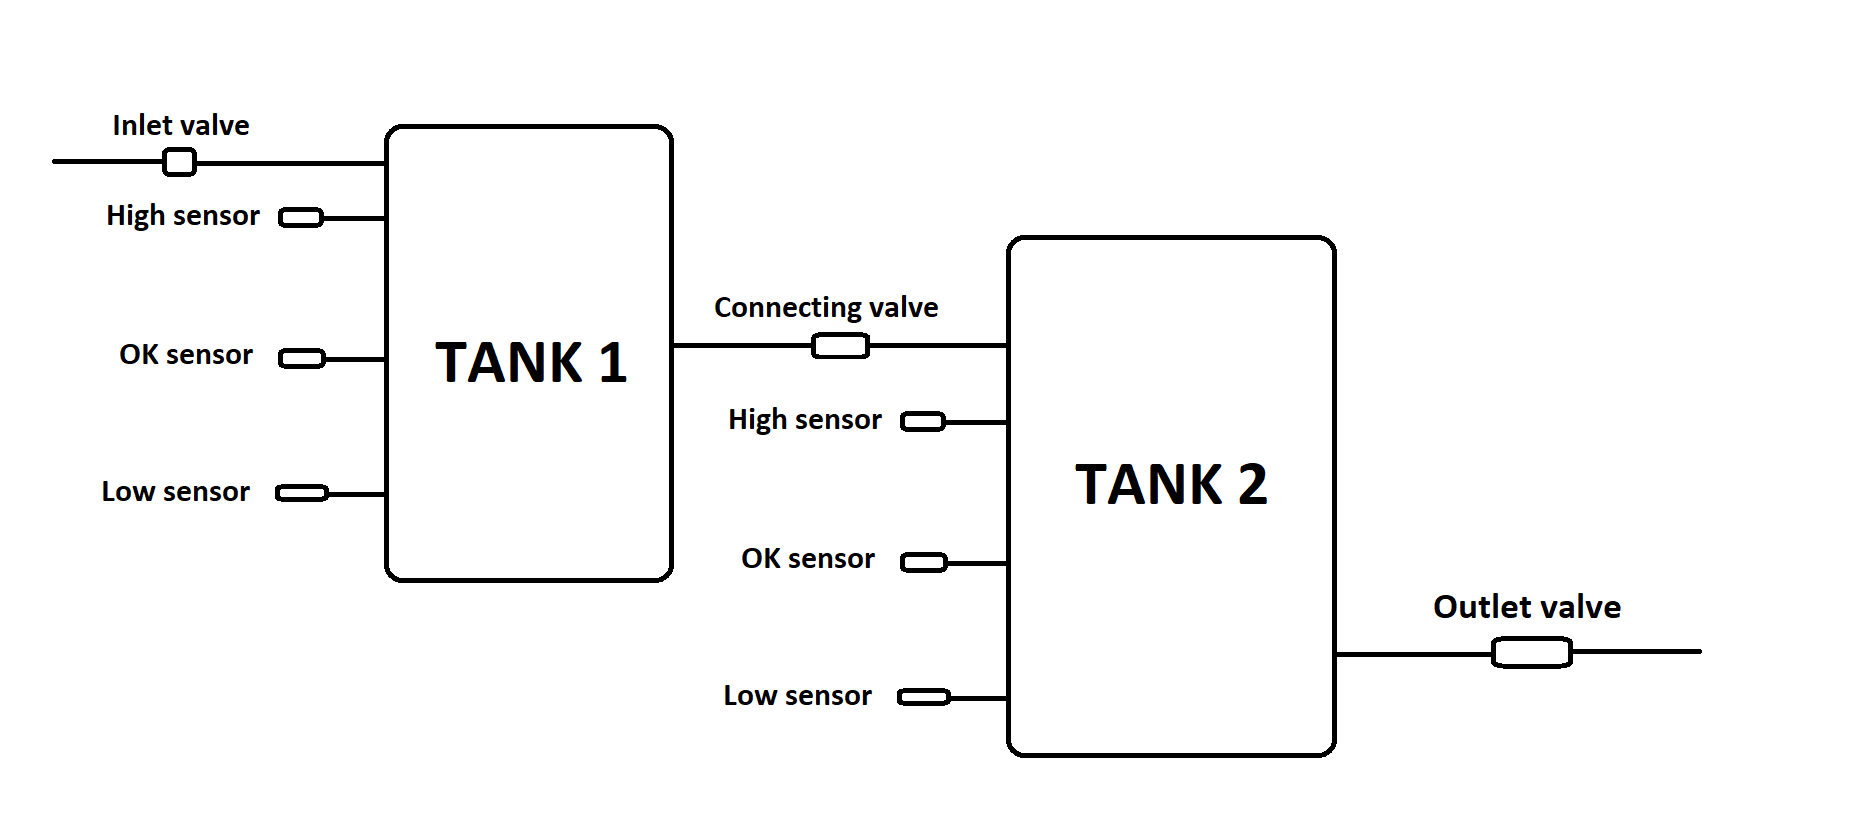 Inlet valve
High sensor
OK sensor
Low sensor
TANK 1
Connecting valve
High sensor
OK sensor
Low sensor
TANK 2
Outlet valve